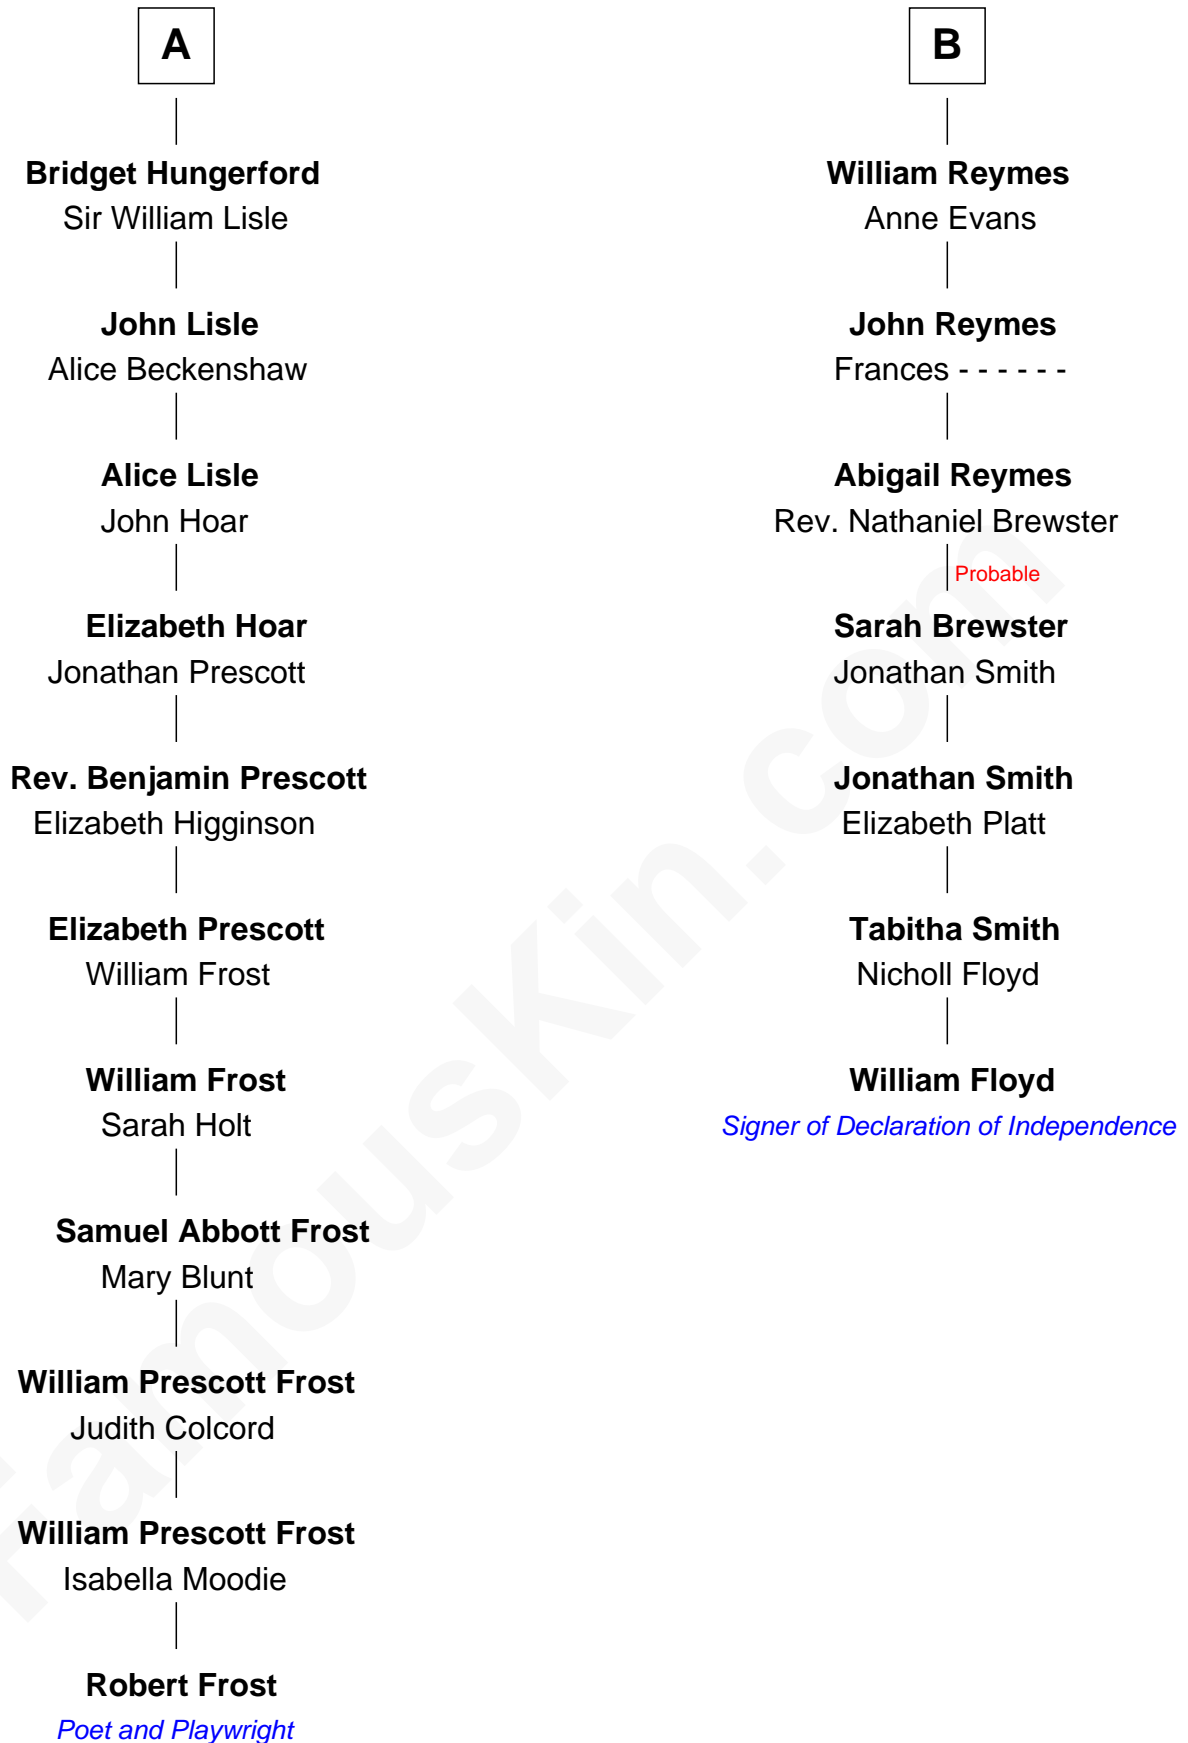 A
Bridget Hungerford
Sir William Lisle
John Lisle
Alice Beckenshaw
Alice Lisle
John Hoar
Elizabeth Hoar
Jonathan Prescott
Rev. Benjamin Prescott
Elizabeth Higginson
Elizabeth Prescott
William Frost
William Frost
Sarah Holt
Samuel Abbott Frost
Mary Blunt
William Prescott Frost
Judith Colcord
William Prescott Frost
Isabella Moodie
Robert Frost
Poet and Playwright
B
William Reymes
Anne Evans
John Reymes
Frances - - - - - -
Abigail Reymes
Rev. Nathaniel Brewster
Probable
Sarah Brewster
Jonathan Smith
Jonathan Smith
Elizabeth Platt
Tabitha Smith
Nicholl Floyd
William Floyd
Signer of Declaration of Independence
FamousKin.com